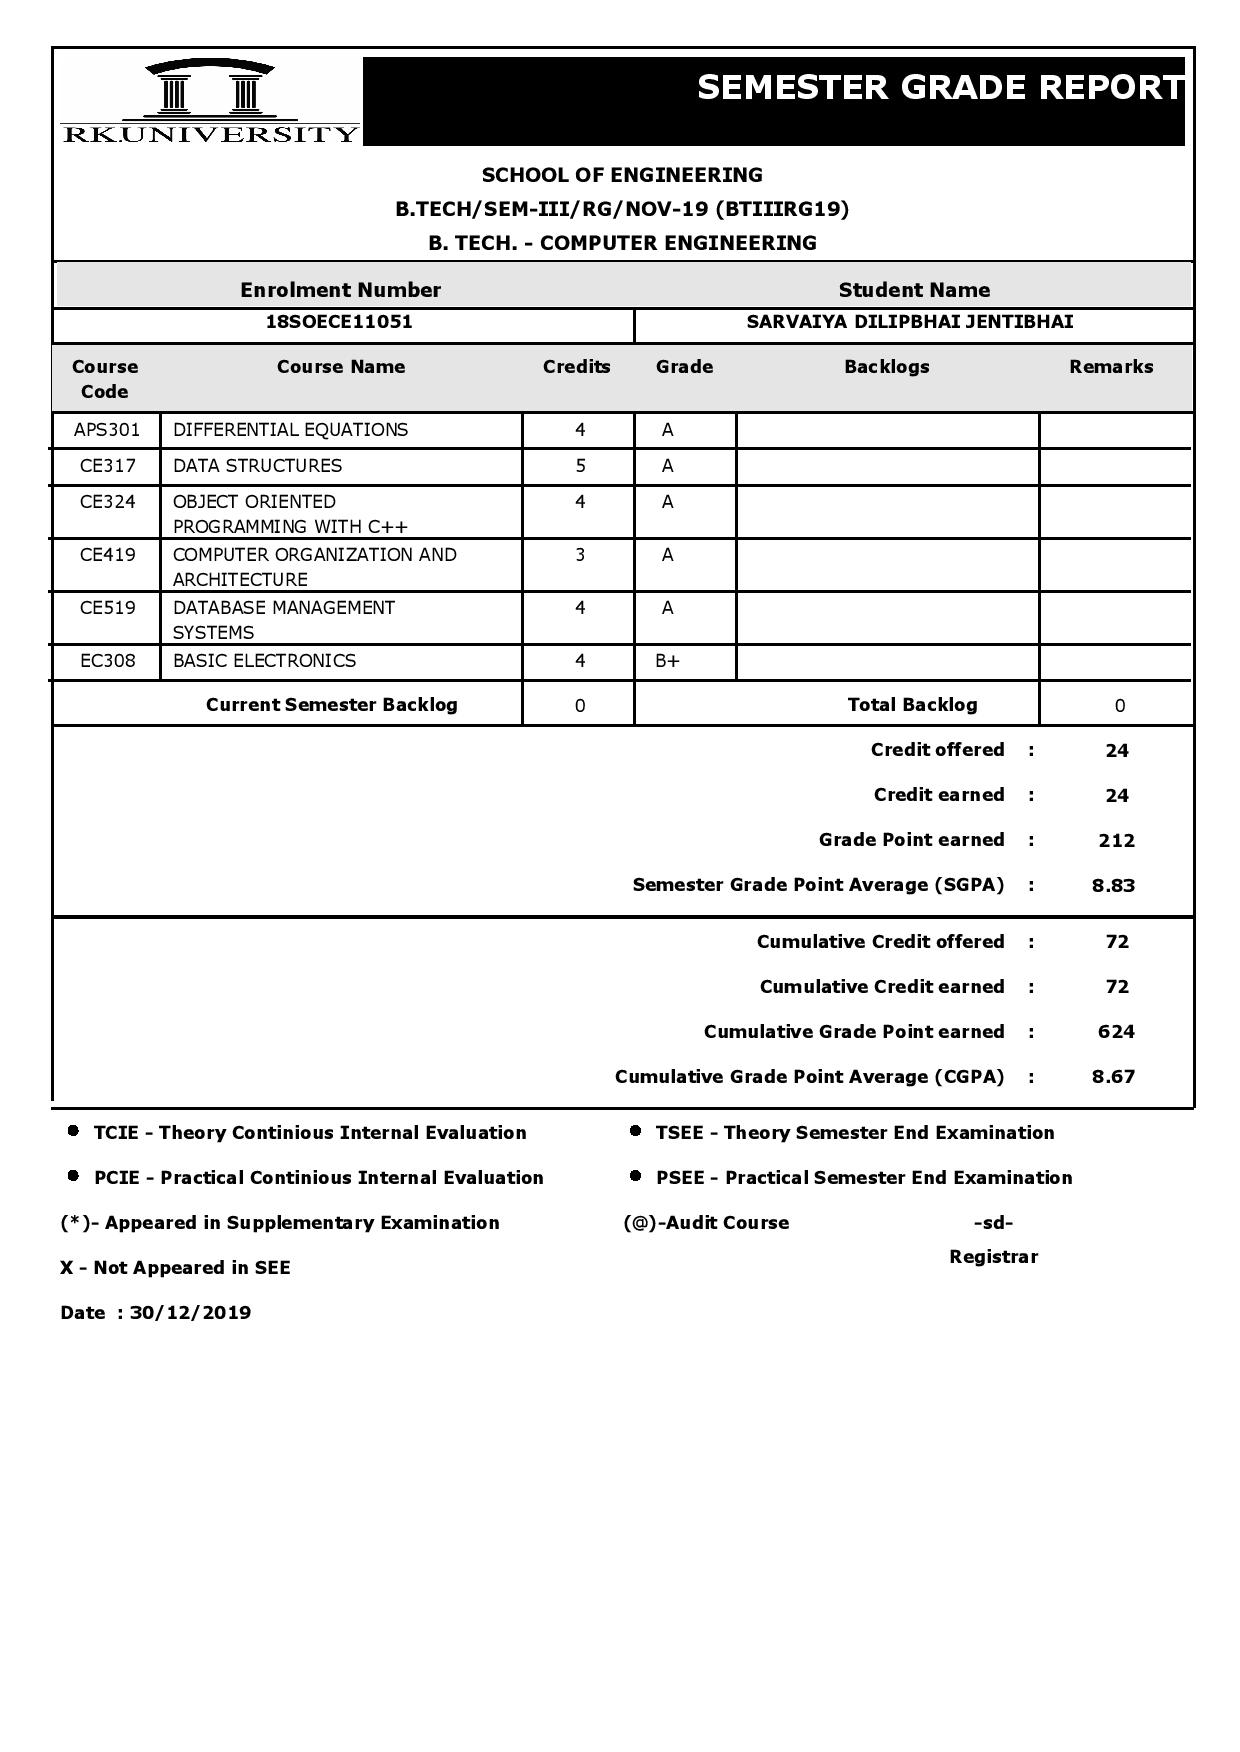 RK.UNIVERSITY
SEMESTER GRADE REPORT
SCHOOL OF ENGINEERING
B.TECH/SEM-III/RG/NOV-19 (BTIIIRG19)
B. TECH. - COMPUTER ENGINEERING
Enrolment Number Student Name
18SOECE11051 SARVAIYA DILIPBHAI JENTIBHAI
Course Code Course Name Credits Grade Backlogs Remarks
APS301 DIFFERENTIAL EQUATIONS 4 A
CE317 DATA STRUCTURES 5 A
CE324 OBJECT ORIENTED 4 A
PROGRAMMING WITH C++
CE419 COMPUTER ORGANIZATION AND 3 A
ARCHITECTURE
CE519 DATABASE MANAGEMENT 4 A
SYSTEMS
EC308 BASIC ELECTRONICS 4 B+
Current Semester Backlog 0 Total Backlog 0
Credit offered : 24
Credit earned : 24
Grade Point earned : 212
Semester Grade Point Average (SGPA) : 8.83
Cumulative Credit offered : 72
Cumulative Credit earned : 72
Cumulative Grade Point earned : 624
Cumulative Grade Point Average (CGPA) : 8.67
● TCIE - Theory Continious Internal Evaluation ● TSEE - Theory Semester End Examination
● PCIE - Practical Continious Internal Evaluation ● PSEE - Practical Semester End Examination
(*)- Appeared in Supplementary Examination (@)-Audit Course -sd-
Registrar
X - Not Appeared in SEE
Date : 30/12/2019